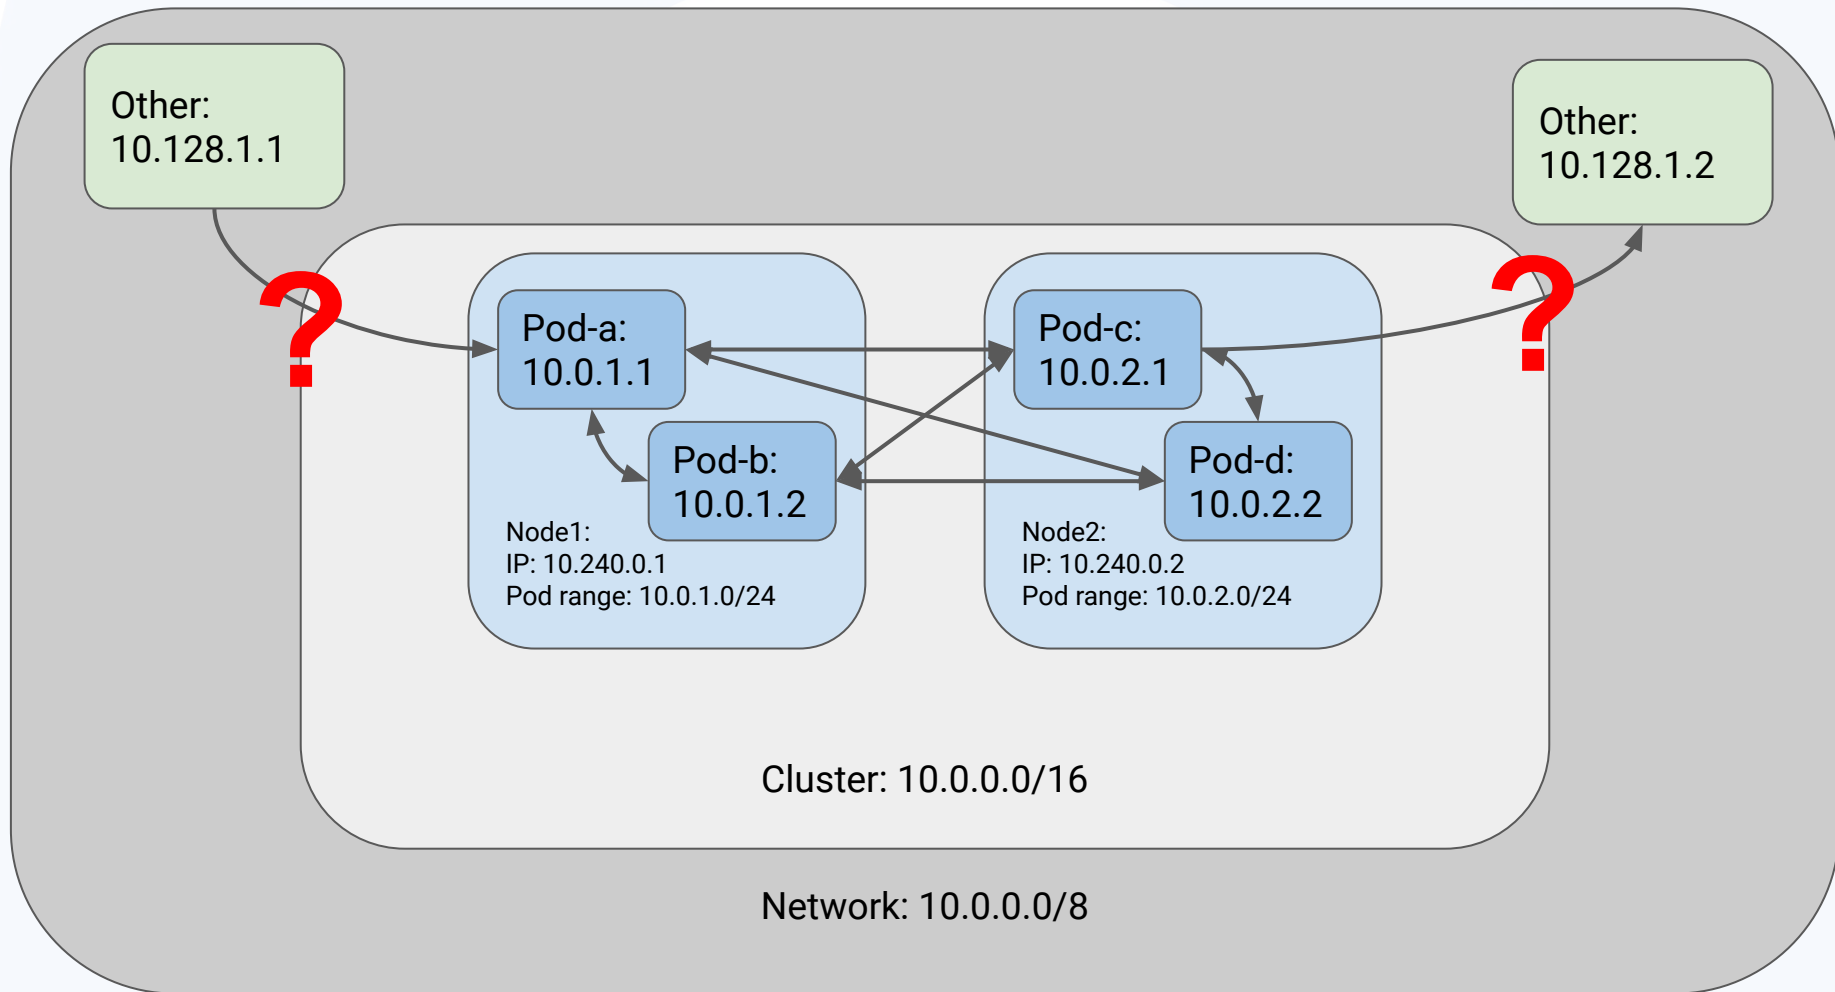 Other:
10.128.1.1
Other:
10.128.1.2
?
?
Pod-a:
10.0.1.1
Pod-b:
10.0.1.2
Node1:
IP: 10.240.0.1
Pod range: 10.0.1.0/24
Pod-c:
10.0.2.1
Pod-d:
10.0.2.2
Node2:
IP: 10.240.0.2
Pod range: 10.0.2.0/24
Cluster: 10.0.0.0/16
Network: 10.0.0.0/8